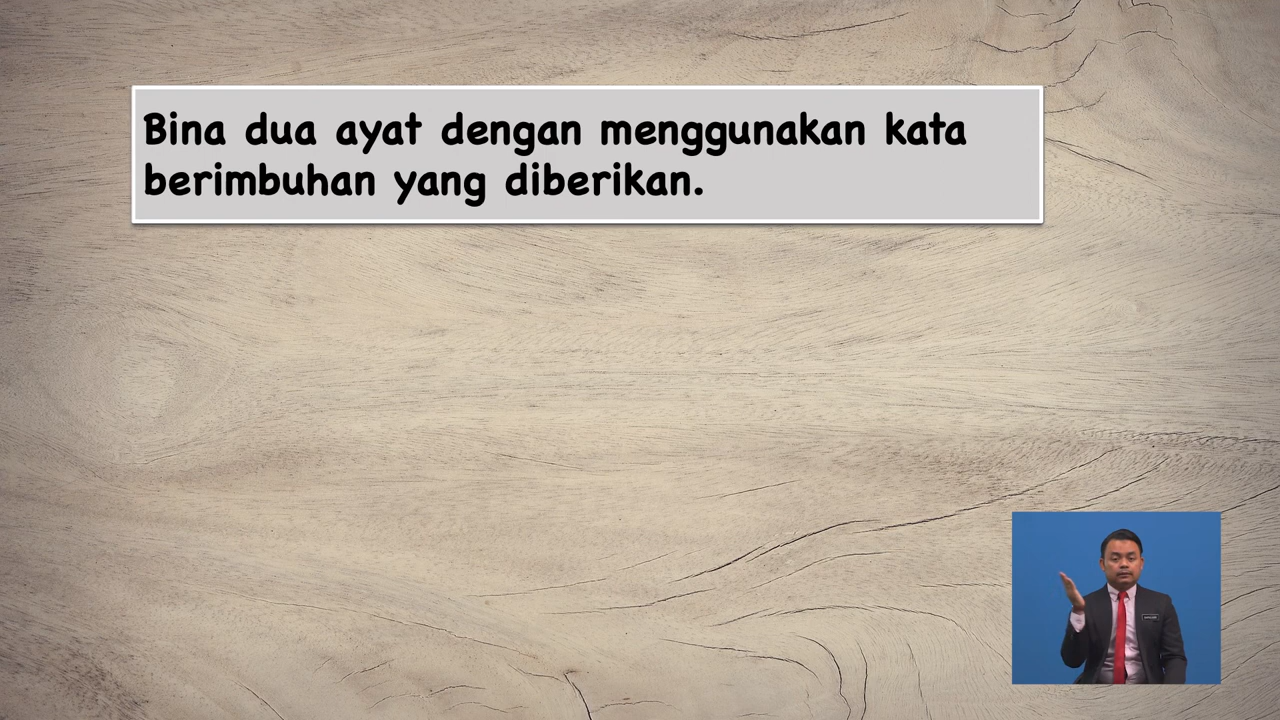 Bina dua ayat dengan menggunakan kata
berimbuhan yang diberikan.